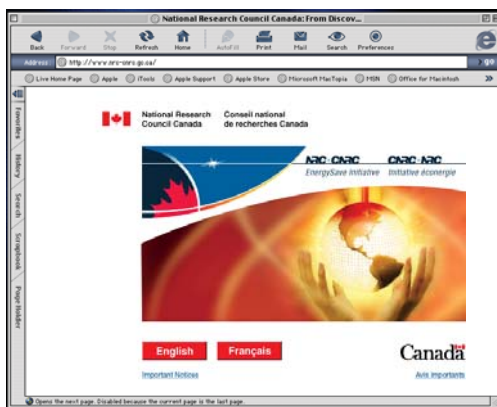 National Research Council Canada: From Discov...
Back Forward Stop Refresh Home AutoFill Print Mail Search Preferences
Address http://www.nrc-cnrc.gc.ca/ go
Live Home Page Apple iTools Apple Support Apple Store Microsoft MacTopia MSN Office for Macintosh
Favorites
History
Search
Scrapbook
Page Holder
National Research Council Canada
Conseil national de recherches Canada
NRC·CNRC
EnergySave Initiative
CNRC·NRC
Initiative éconergie
English Français
Canada
Important Notices Avis importants
Opens the next page. Disabled because the current page is the last page.